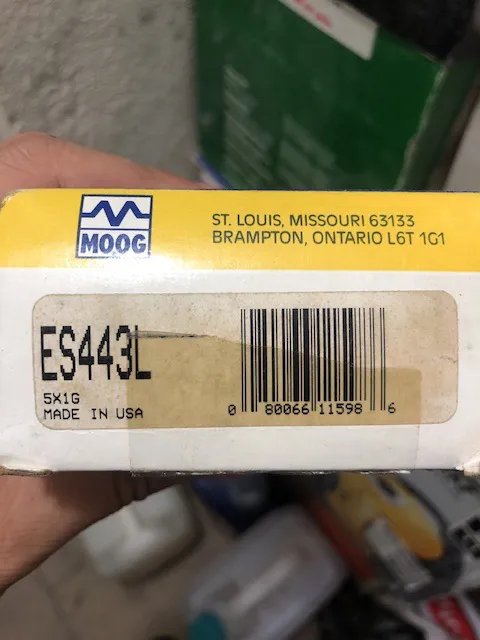 MOOG
ST. LOUIS, MISSOURI 63133
BRAMPTON, ONTARIO L6T 1G1
ES443L
5X1G
MADE IN USA
0 80066 11598 6